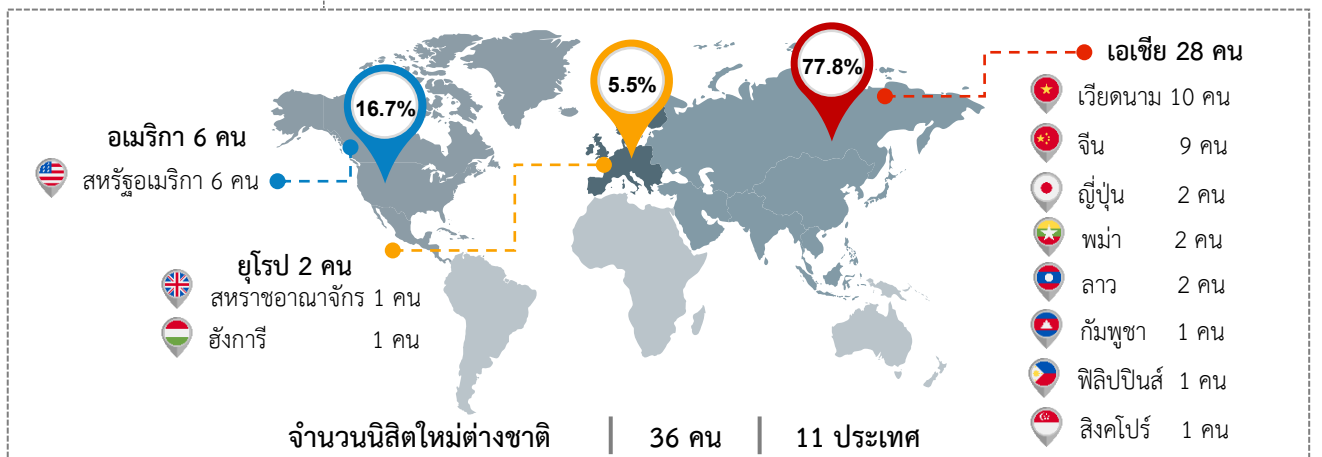 16.7%
5.5%
77.8%
อเมริกา 6 คน
สหรัฐอเมริกา 6 คน
ยุโรป 2 คน
สหราชอาณาจักร 1 คน
ฮังการี 1 คน
เอเชีย 28 คน
เวียดนาม 10 คน
จีน 9 คน
ญี่ปุ่น 2 คน
พม่า 2 คน
ลาว 2 คน
กัมพูชา 1 คน
ฟิลิปปินส์ 1 คน
สิงคโปร์ 1 คน
จำนวนนิสิตใหม่ต่างชาติ | 36 คน | 11 ประเทศ